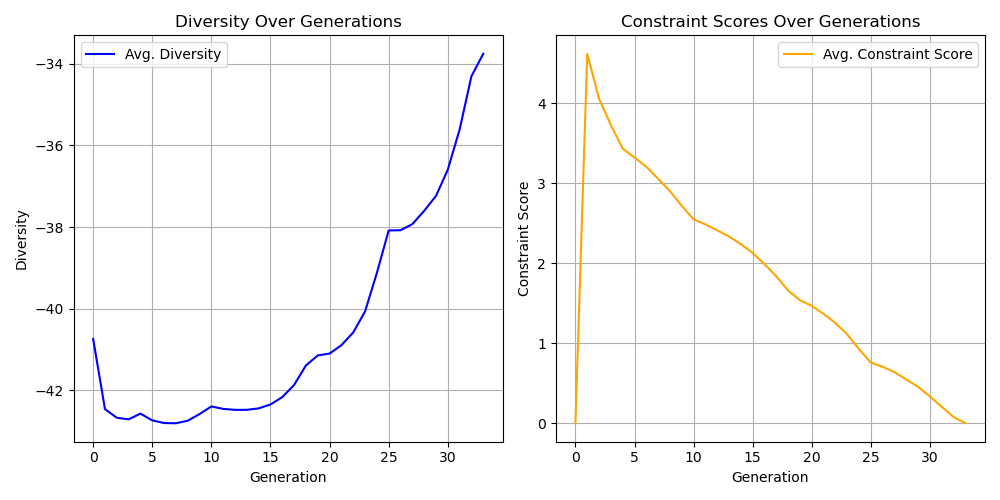 Diversity Over Generations
Avg. Diversity
Diversity
−34
−36
−38
−40
−42
0 5 10 15 20 25 30
Generation
Constraint Scores Over Generations
Avg. Constraint Score
Constraint Score
4
3
2
1
0
0 5 10 15 20 25 30
Generation